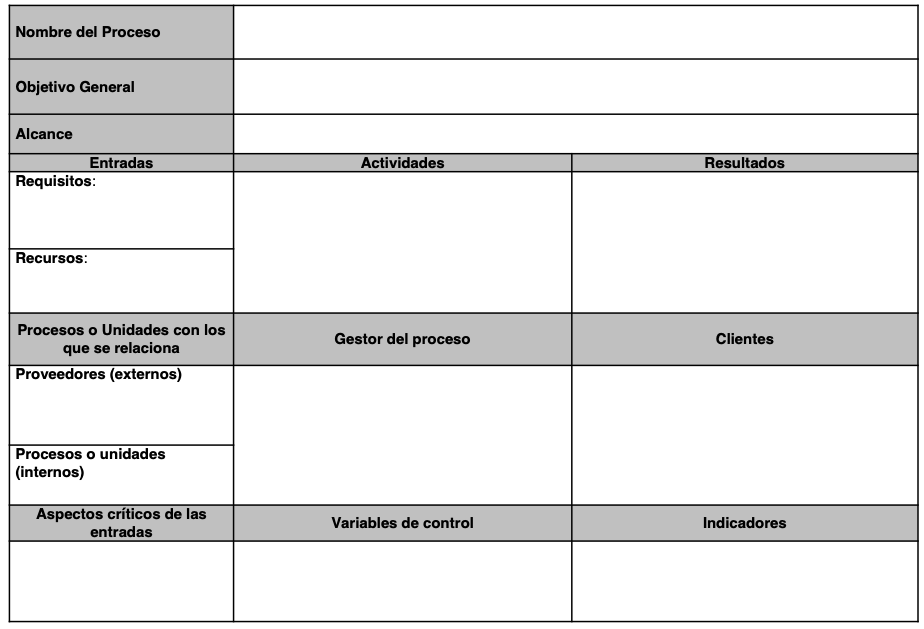 Nombre del Proceso
Objetivo General
Alcance
Entradas
Actividades
Resultados
Requisitos:
Recursos:
Procesos o Unidades con los
que se relaciona
Gestor del proceso
Clientes
Proveedores (externos)
Procesos o unidades
(internos)
Aspectos críticos de las
entradas
Variables de control
Indicadores